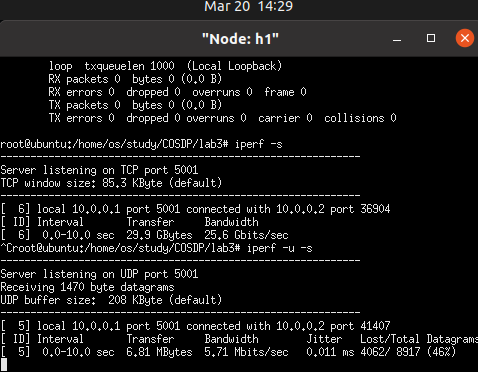 Mar 20 14:29
"Node: h1"
loop txqueuelen 1000 (Local Loopback)
RX packets 0 bytes 0 (0.0 B)
RX errors 0 dropped 0 overruns 0 frame 0
TX packets 0 bytes 0 (0.0 B)
TX errors 0 dropped 0 overruns 0 carrier 0 collisions 0
root@ubuntu:/home/os/study/COSDP/lab3# iperf -s
------------------------------------------------------------
Server listening on TCP port 5001
TCP window size: 85.3 KByte (default)
------------------------------------------------------------
[ 6] local 10.0.0.1 port 5001 connected with 10.0.0.2 port 36904
[ ID] Interval Transfer Bandwidth
[ 6] 0.0-10.0 sec 29.9 GBytes 25.6 Gbits/sec
^Croot@ubuntu:/home/os/study/COSDP/lab3# iperf -u -s
------------------------------------------------------------
Server listening on UDP port 5001
Receiving 1470 byte datagrams
UDP buffer size: 208 KByte (default)
------------------------------------------------------------
[ 5] local 10.0.0.1 port 5001 connected with 10.0.0.2 port 41407
[ ID] Interval Transfer Bandwidth Jitter Lost/Total Datagrams
[ 5] 0.0-10.0 sec 6.81 MBytes 5.71 Mbits/sec 0.011 ms 4062/ 8917 (46%)